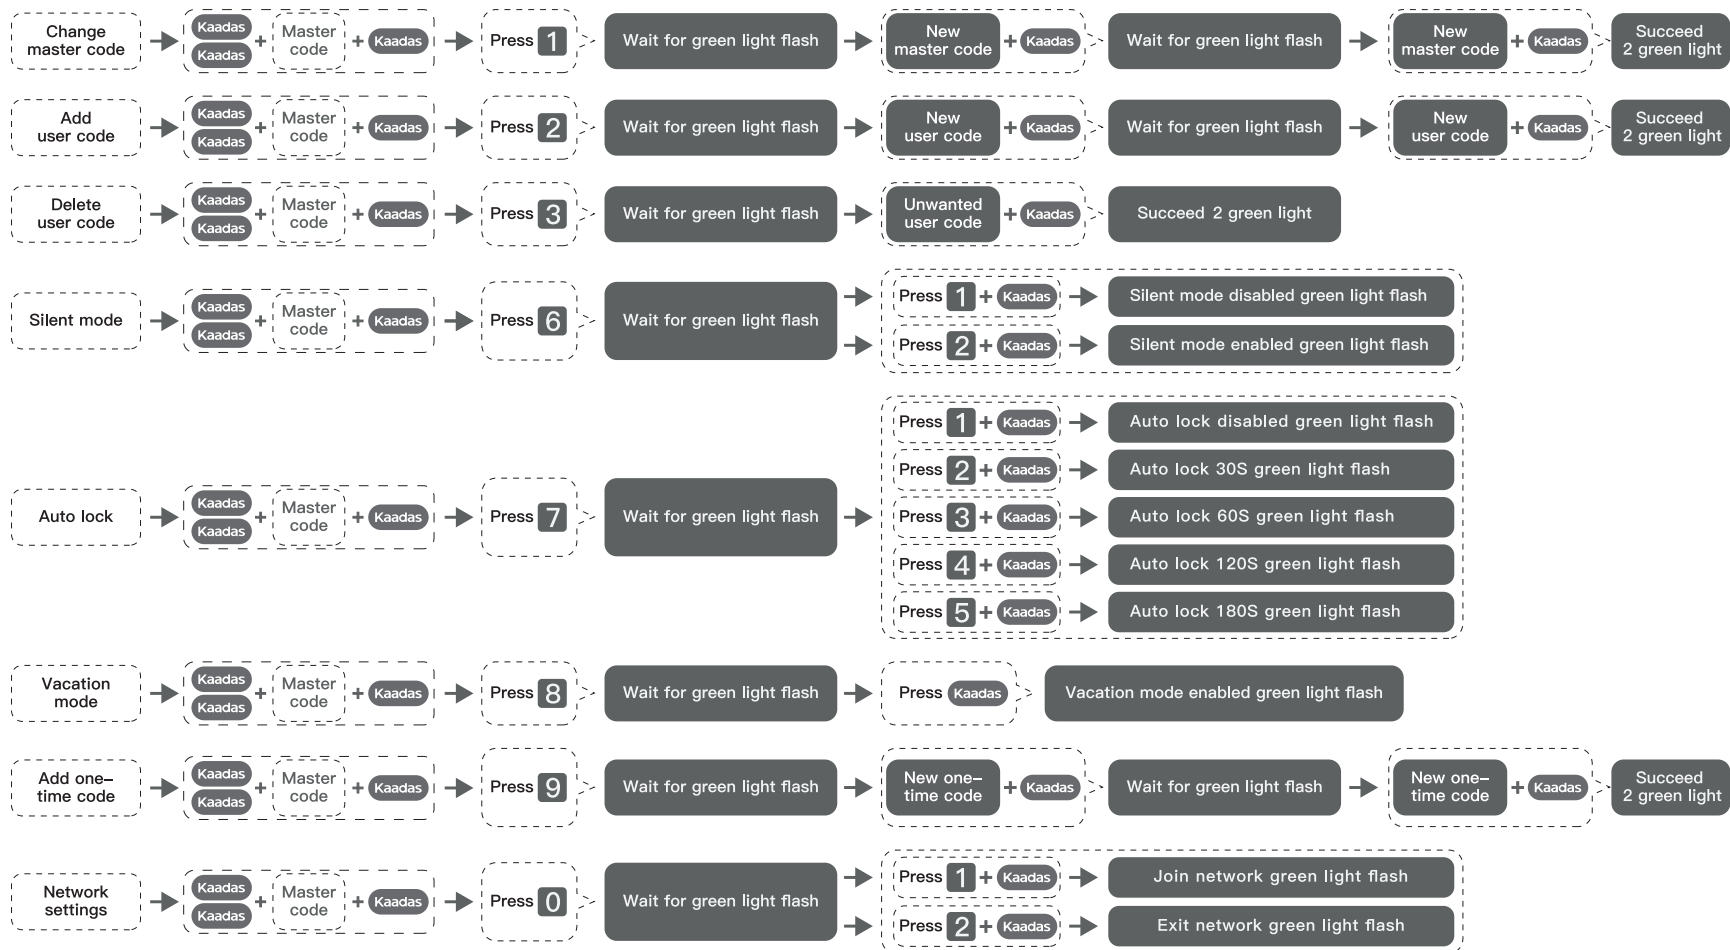 Change
master code
Kaadas
Kaadas
+
Master
code
+ Kaadas
Press 1
Wait for green light flash
New
master code
+ Kaadas
Wait for green light flash
New
master code
+ Kaadas
Succeed
2 green light
Add
user code
Kaadas
Kaadas
+
Master
code
+ Kaadas
Press 2
Wait for green light flash
New
user code
+ Kaadas
Wait for green light flash
New
user code
+ Kaadas
Succeed
2 green light
Delete
user code
Kaadas
Kaadas
+
Master
code
+ Kaadas
Press 3
Wait for green light flash
Unwanted
user code
+ Kaadas
Succeed 2 green light
Silent mode
Kaadas
Kaadas
+
Master
code
+ Kaadas
Press 6
Wait for green light flash
Press 1 + Kaadas
Silent mode disabled green light flash
Press 2 + Kaadas
Silent mode enabled green light flash
Auto lock
Kaadas
Kaadas
+
Master
code
+ Kaadas
Press 7
Wait for green light flash
Press 1 + Kaadas
Auto lock disabled green light flash
Press 2 + Kaadas
Auto lock 30S green light flash
Press 3 + Kaadas
Auto lock 60S green light flash
Press 4 + Kaadas
Auto lock 120S green light flash
Press 5 + Kaadas
Auto lock 180S green light flash
Vacation
mode
Kaadas
Kaadas
+
Master
code
+ Kaadas
Press 8
Wait for green light flash
Press Kaadas
Vacation mode enabled green light flash
Add one–
time code
Kaadas
Kaadas
+
Master
code
+ Kaadas
Press 9
Wait for green light flash
New one–
time code
+ Kaadas
Wait for green light flash
New one–
time code
+ Kaadas
Succeed
2 green light
Network
settings
Kaadas
Kaadas
+
Master
code
+ Kaadas
Press 0
Wait for green light flash
Press 1 + Kaadas
Join network green light flash
Press 2 + Kaadas
Exit network green light flash